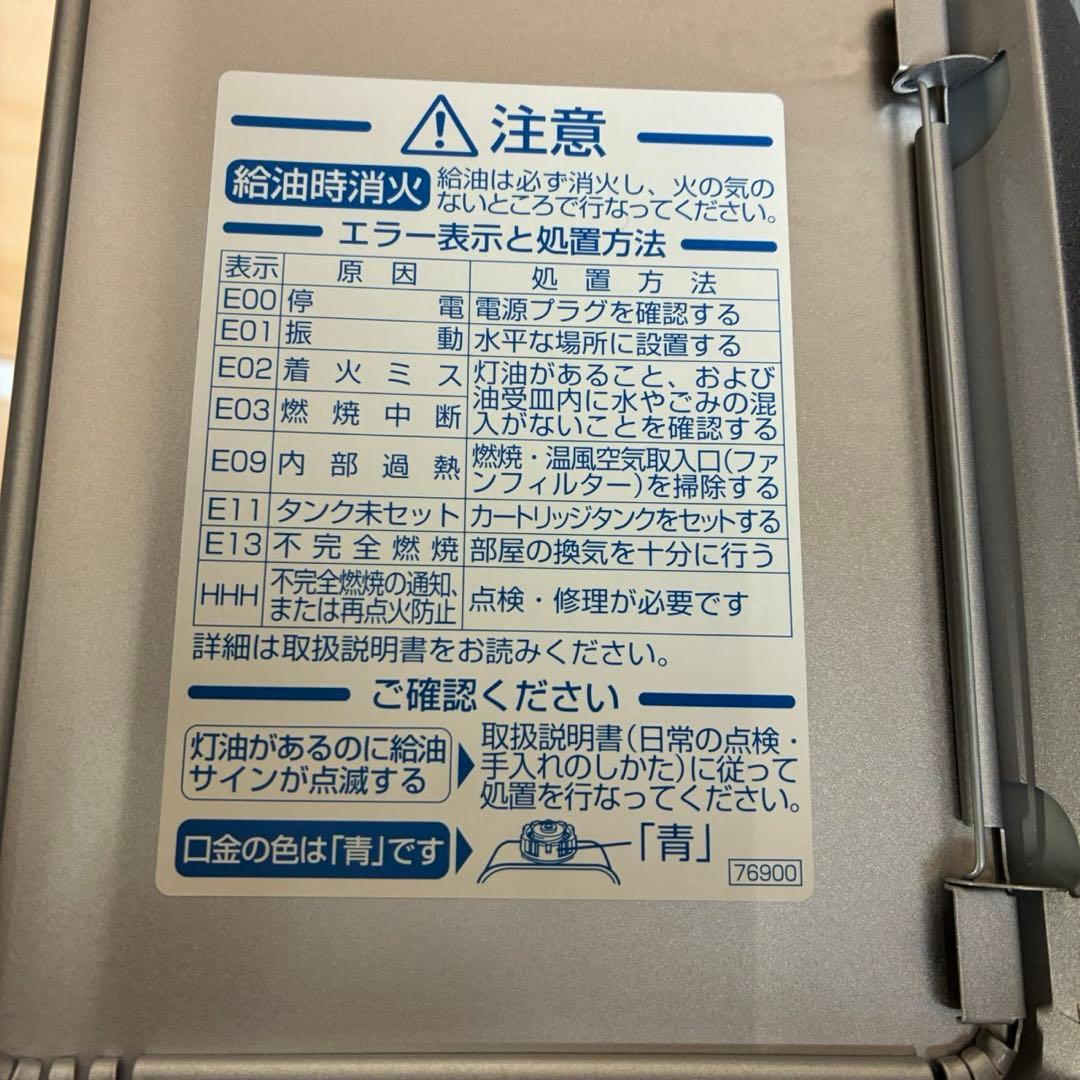 注意
給油時消火 給油は必ず消火し、火の気の
ないところで行なってください。
エラー表示と処置方法
表示 原因 処置方法
E00 停電 電源プラグを確認する
E01 振動 水平な場所に設置する
E02 着火ミス 灯油があること、および
油受皿内に水やごみの混
E03 燃焼中断 入がないことを確認する
E09 内部過熱 燃焼・温風空気取入口(ファ
ンフィルター)を掃除する
E11 タンク未セット カートリッジタンクをセットする
E13 不完全燃焼 部屋の換気を十分に行う
HHH 不完全燃焼の通知、
または再点火防止 点検・修理が必要です
詳細は取扱説明書をお読みください。
ご確認ください
灯油があるのに給油
サインが点滅する
取扱説明書(日常の点検・
手入れのしかた)に従って
処置を行なってください。
口金の色は「青」です 「青」
76900